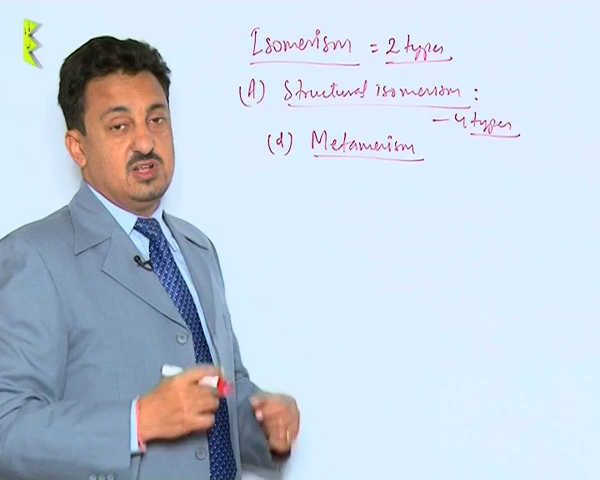 Isomerism = 2 types
(A) Structural isomerism :
– 4 types
(d) Metamerism